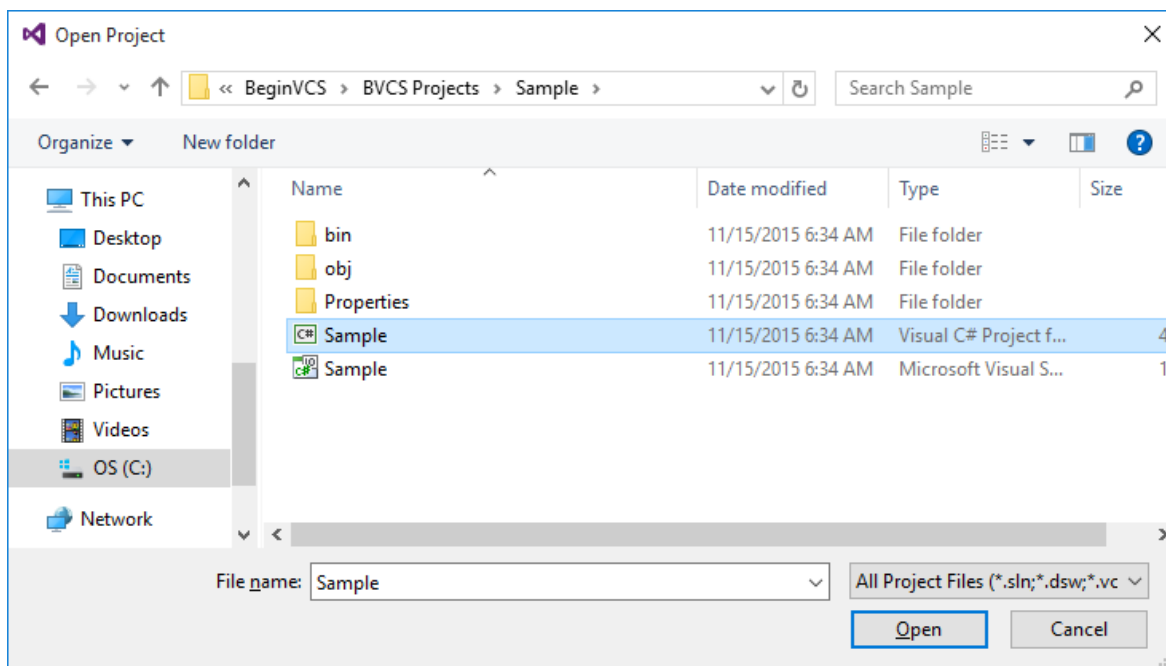 Open Project
« BeginVCS > BVCS Projects > Sample > Search Sample
Organize New folder
Name Date modified Type Size
This PC
Desktop
Documents
Downloads
Music
Pictures
Videos
OS (C:)
Network
bin 11/15/2015 6:34 AM File folder
obj 11/15/2015 6:34 AM File folder
Properties 11/15/2015 6:34 AM File folder
C# Sample 11/15/2015 6:34 AM Visual C# Project f... 4
Sample 11/15/2015 6:34 AM Microsoft Visual S... 1
File name: Sample All Project Files (*.sln;*.dsw;*.vc
Open Cancel